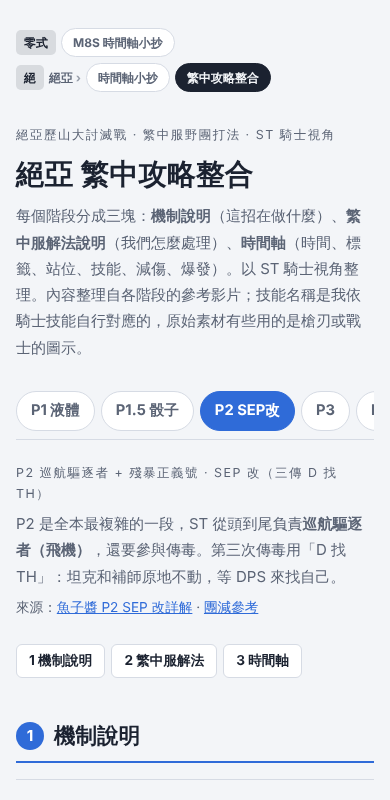 零式 M8S 時間軸小抄
絕 絕亞 › 時間軸小抄 繁中攻略整合
絕亞歷山大討滅戰 · 繁中服野團打法 · ST 騎士視角
絕亞 繁中攻略整合
每個階段分成三塊：機制說明（這招在做什麼）、繁
中服解法說明（我們怎麼處理）、時間軸（時間、標
籤、站位、技能、減傷、爆發）。以 ST 騎士視角整
理。內容整理自各階段的參考影片；技能名稱是我依
騎士技能自行對應的，原始素材有些用的是槍刃或戰
士的圖示。
P1 液體 P1.5 骰子 P2 SEP改 P3
P2 巡航驅逐者 + 殘暴正義號 · SEP 改（三傳 D 找
TH）
P2 是全本最複雜的一段，ST 從頭到尾負責巡航驅逐
者（飛機），還要參與傳毒。第三次傳毒用「D 找
TH」：坦克和補師原地不動，等 DPS 來找自己。
來源：魚子醬 P2 SEP 改詳解 · 團減參考
1 機制說明 2 繁中服解法 3 時間軸
1 機制說明